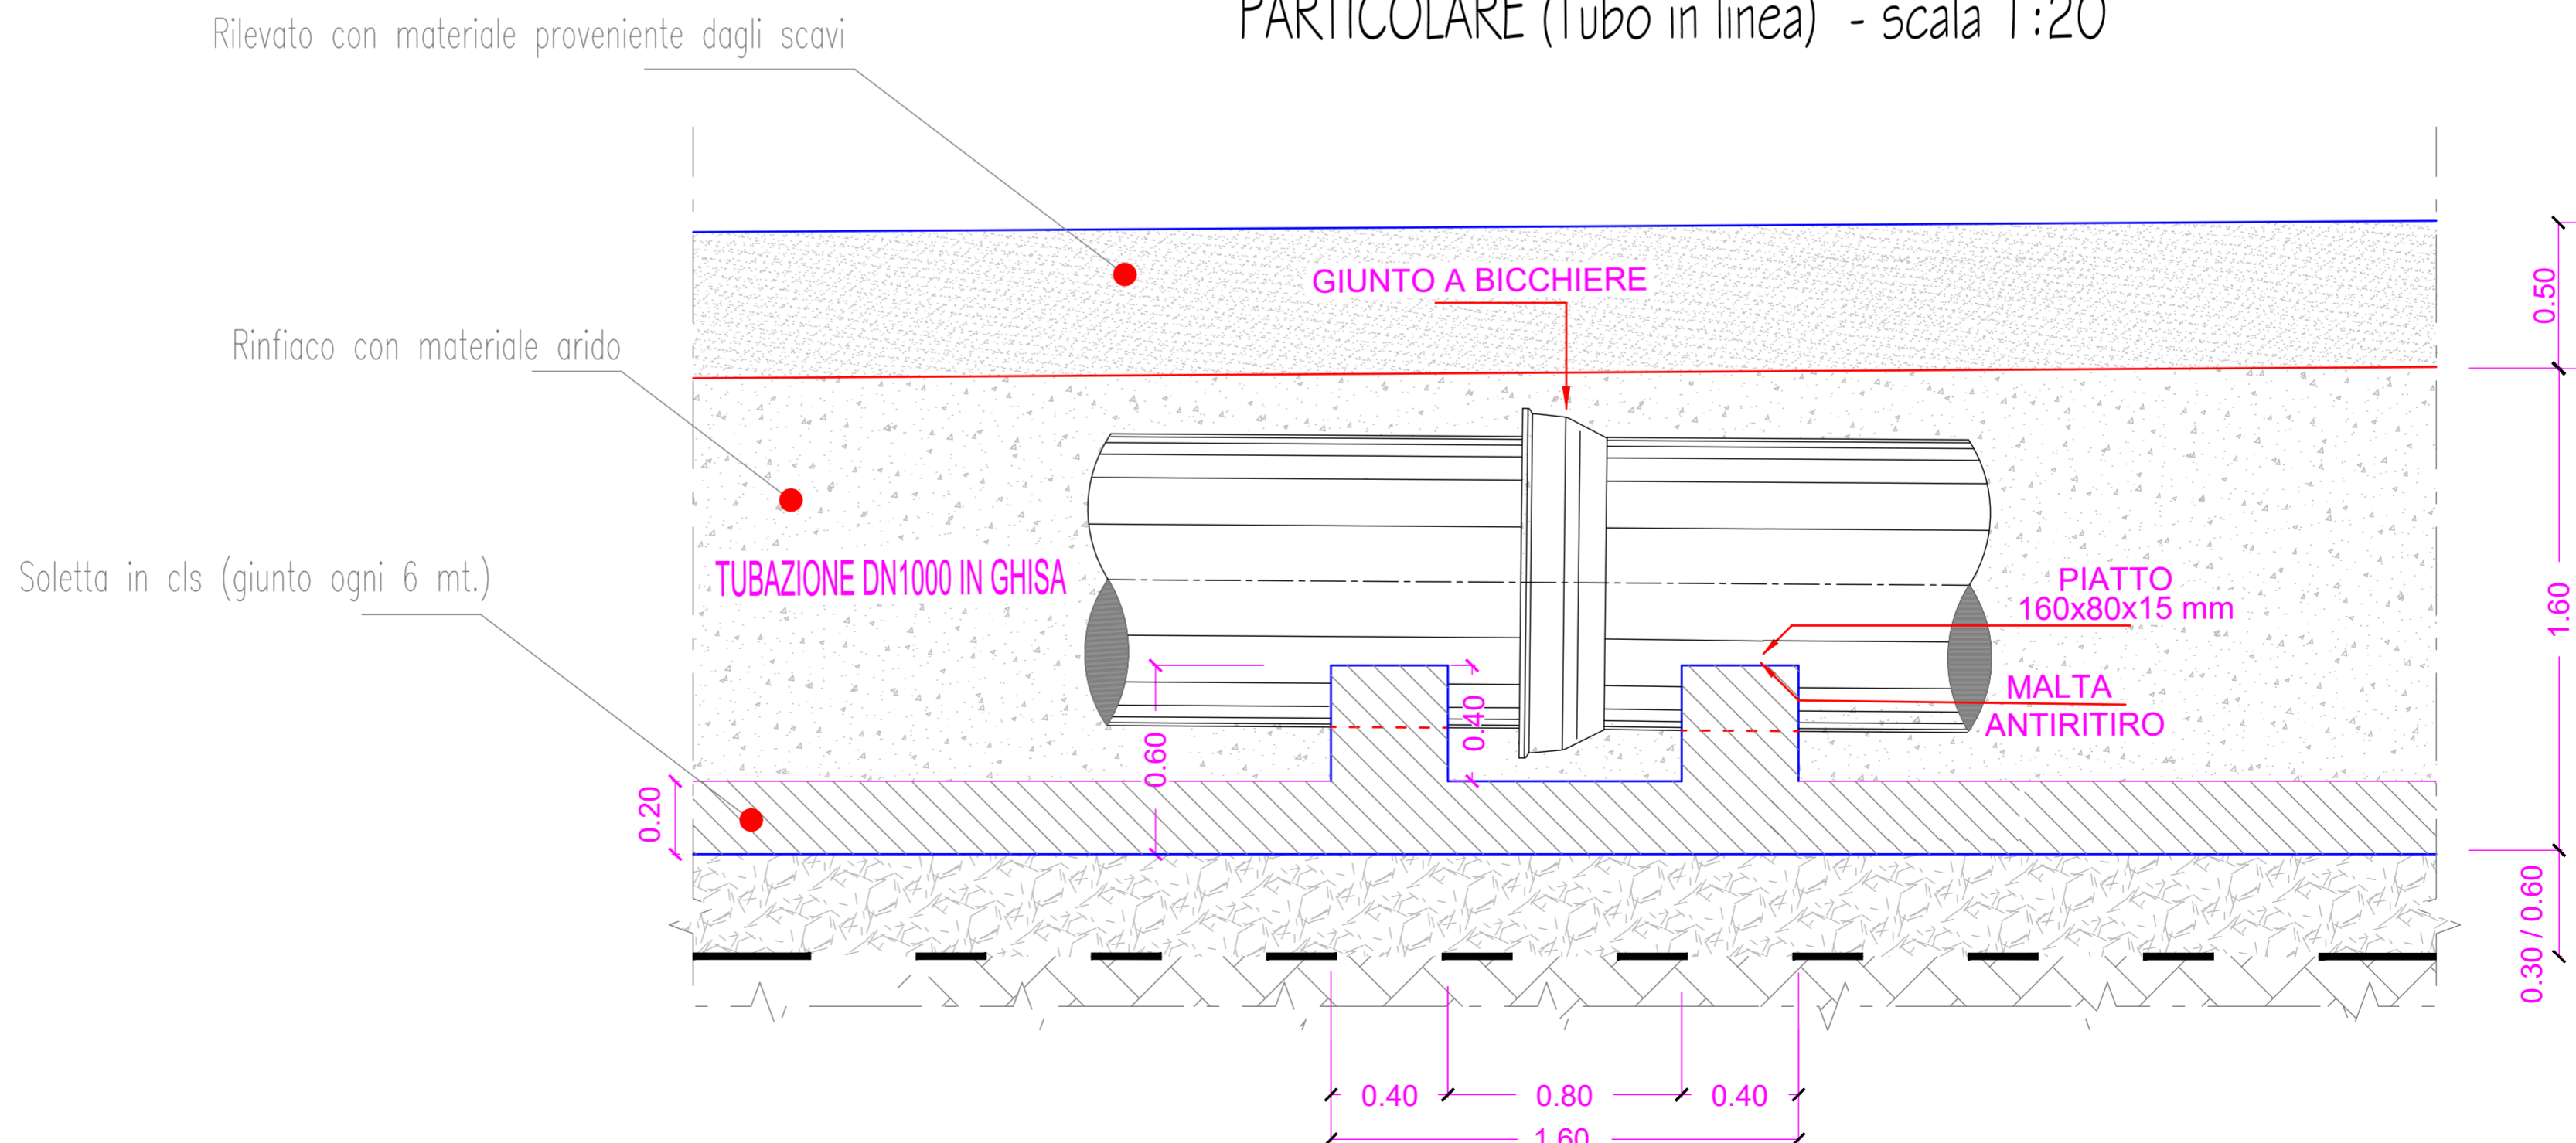 PARTICOLARE (Tubo in linea) - scala 1:20
Rilevato con materiale proveniente dagli scavi
GIUNTO A BICCHIERE
0.50
Rinfiaco con materiale arido
Soletta in cls (giunto ogni 6 mt.)
TUBAZIONE DN1000 IN GHISA
PIATTO
160x80x15 mm
1.60
MALTA
ANTIRITIRO
0.40
0.60
0.20
0.30 / 0.60
0.40
0.80
0.40
1.60